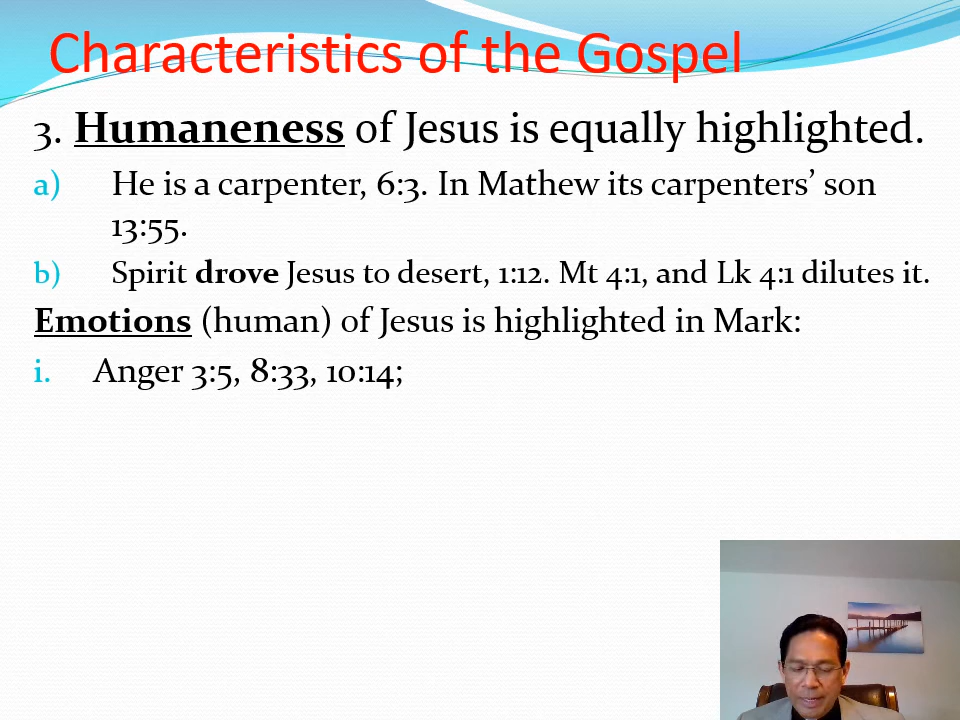 Characteristics of the Gospel
3. Humaneness of Jesus is equally highlighted.
a) He is a carpenter, 6:3. In Mathew its carpenters’ son
13:55.
b) Spirit drove Jesus to desert, 1:12. Mt 4:1, and Lk 4:1 dilutes it.
Emotions (human) of Jesus is highlighted in Mark:
i. Anger 3:5, 8:33, 10:14;